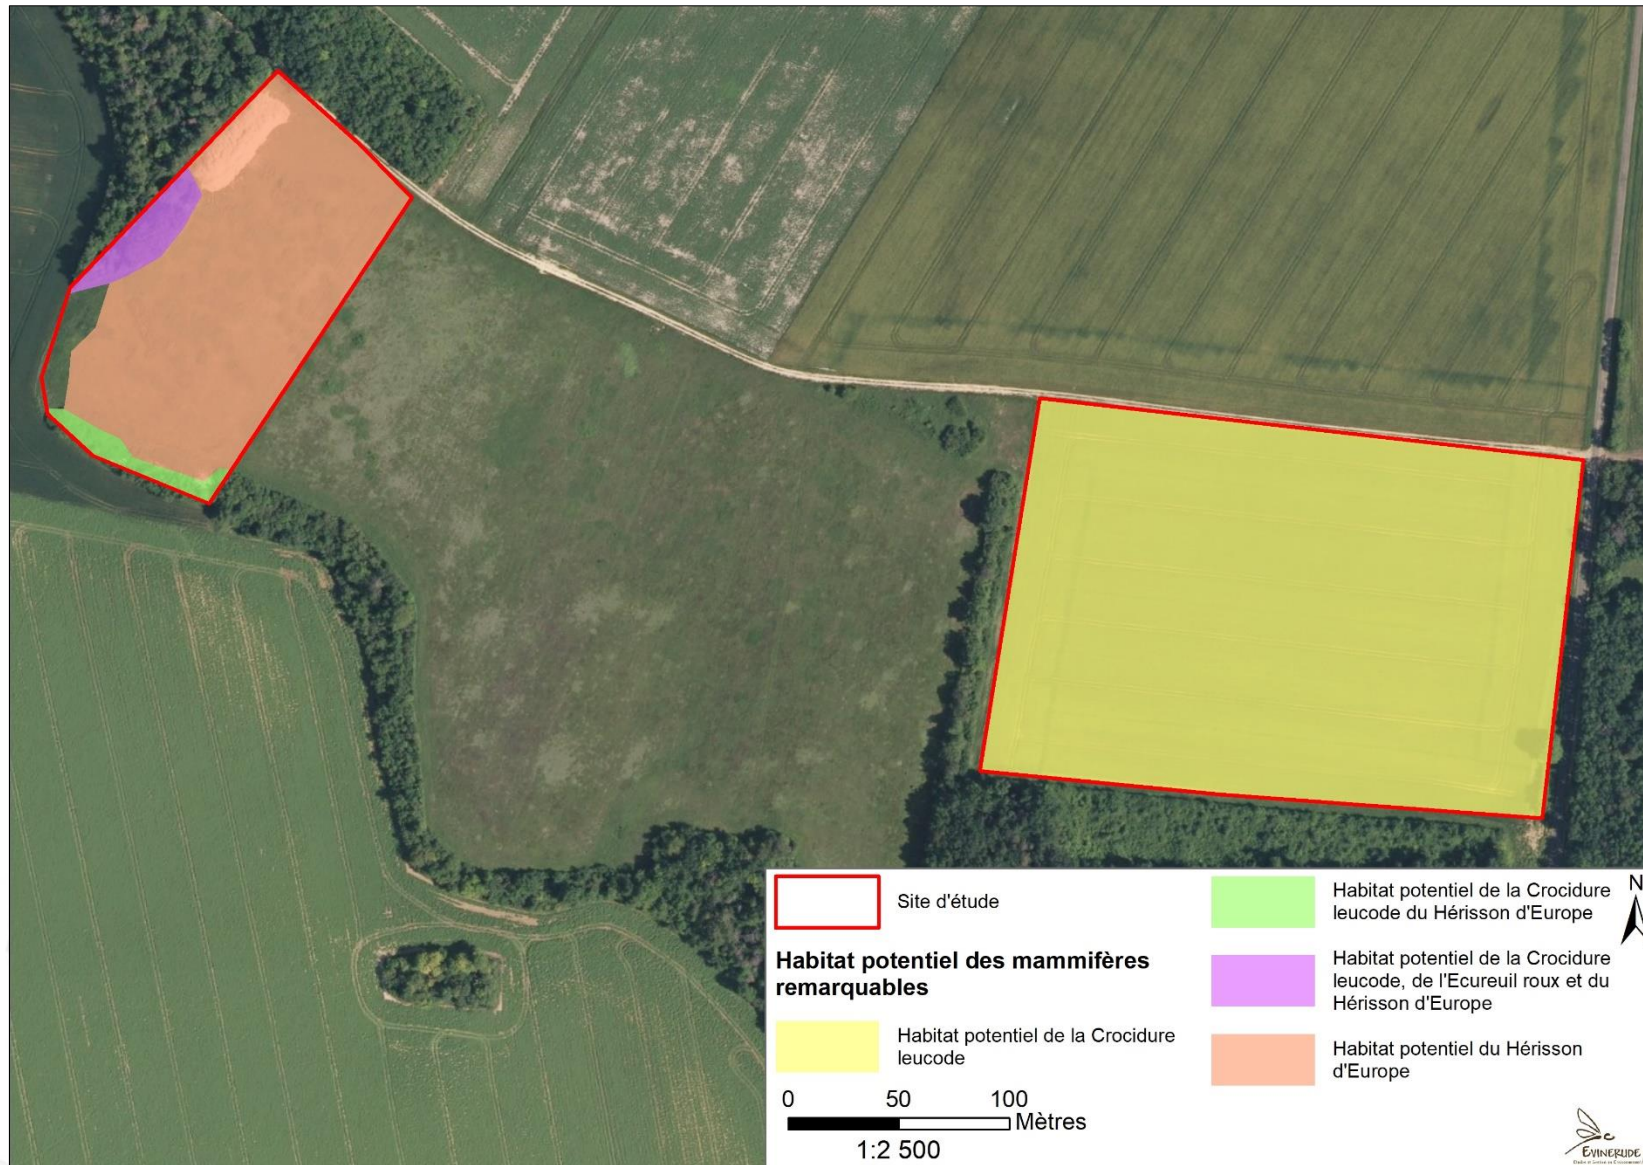 Site d'étude
Habitat potentiel des mammifères
remarquables
Habitat potentiel de la Crocidure
leucode
0 50 100
Mètres
1:2 500
Habitat potentiel de la Crocidure
leucode du Hérisson d'Europe
Habitat potentiel de la Crocidure
leucode, de l'Ecureuil roux et du
Hérisson d'Europe
Habitat potentiel du Hérisson
d'Europe
N
EVINERUDE